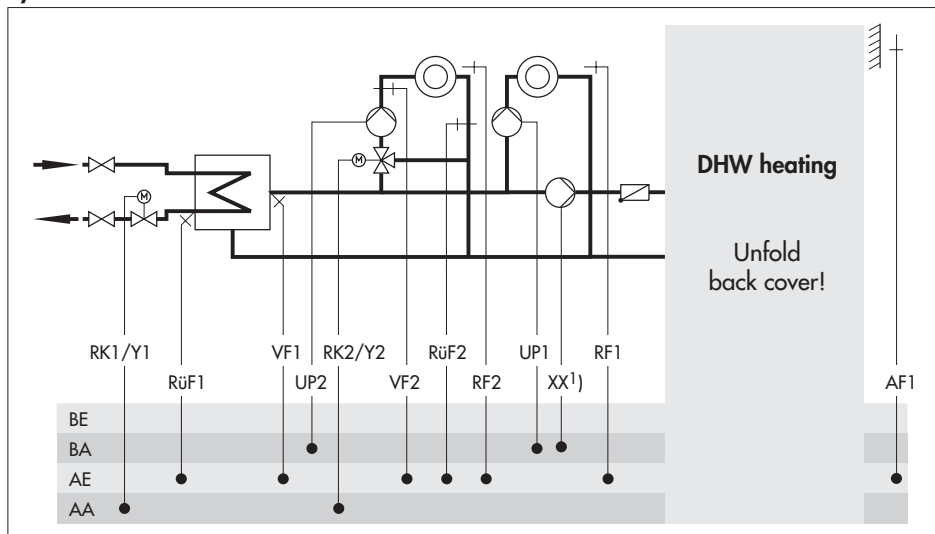 DHW heating
Unfold
back cover!
M
M
RK1/Y1 VF1 RK2/Y2 RüF2 UP1 RF1
RüF1 UP2 VF2 RF2 XX1) AF1
BE
BA
AE
AA